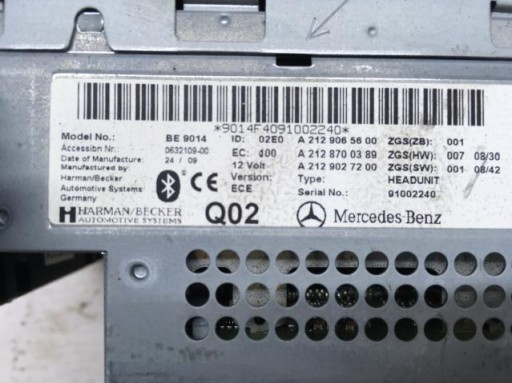 *9014F4091002240*
Model No.: BE 9014 ID: 02E0 A 212 906 56 00 ZGS(ZB): 001
Accession Nr.: 0632109-00 EC: 100 A 212 870 03 89 ZGS(HW): 007 08/30
Date of Manufacture: 24 / 09 12 Volt A 212 902 72 00 ZGS(SW): 001 08/42
Manufactured by: Version: Type: HEADUNIT
Harman/Becker ECE Serial No.: 91002240
Automotive Systems
Germany
CE
HARMAN/BECKER Q02 Mercedes-Benz
AUTOMOTIVE SYSTEMS